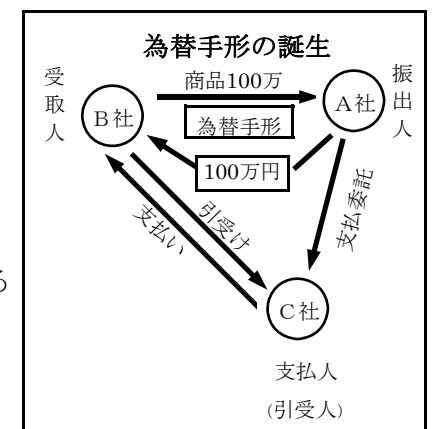 為替手形の誕生
受取人
商品100万
振出人
B社
A社
為替手形
100万円
支払委託
引受け
支払い
る
C社
支払人
(引受人)